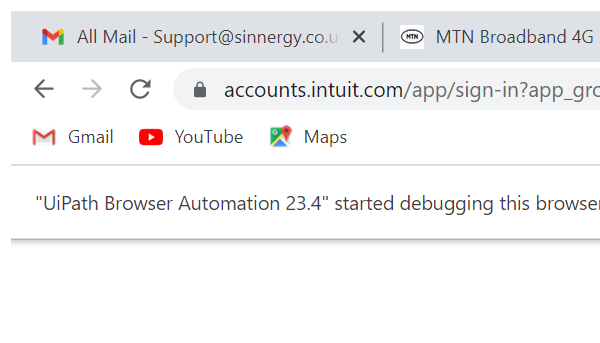 All Mail - Support@sinnergy.co.u
MTN MTN Broadband 4G
accounts.intuit.com/app/sign-in?app_gro
Gmail YouTube Maps
"UiPath Browser Automation 23.4" started debugging this browser